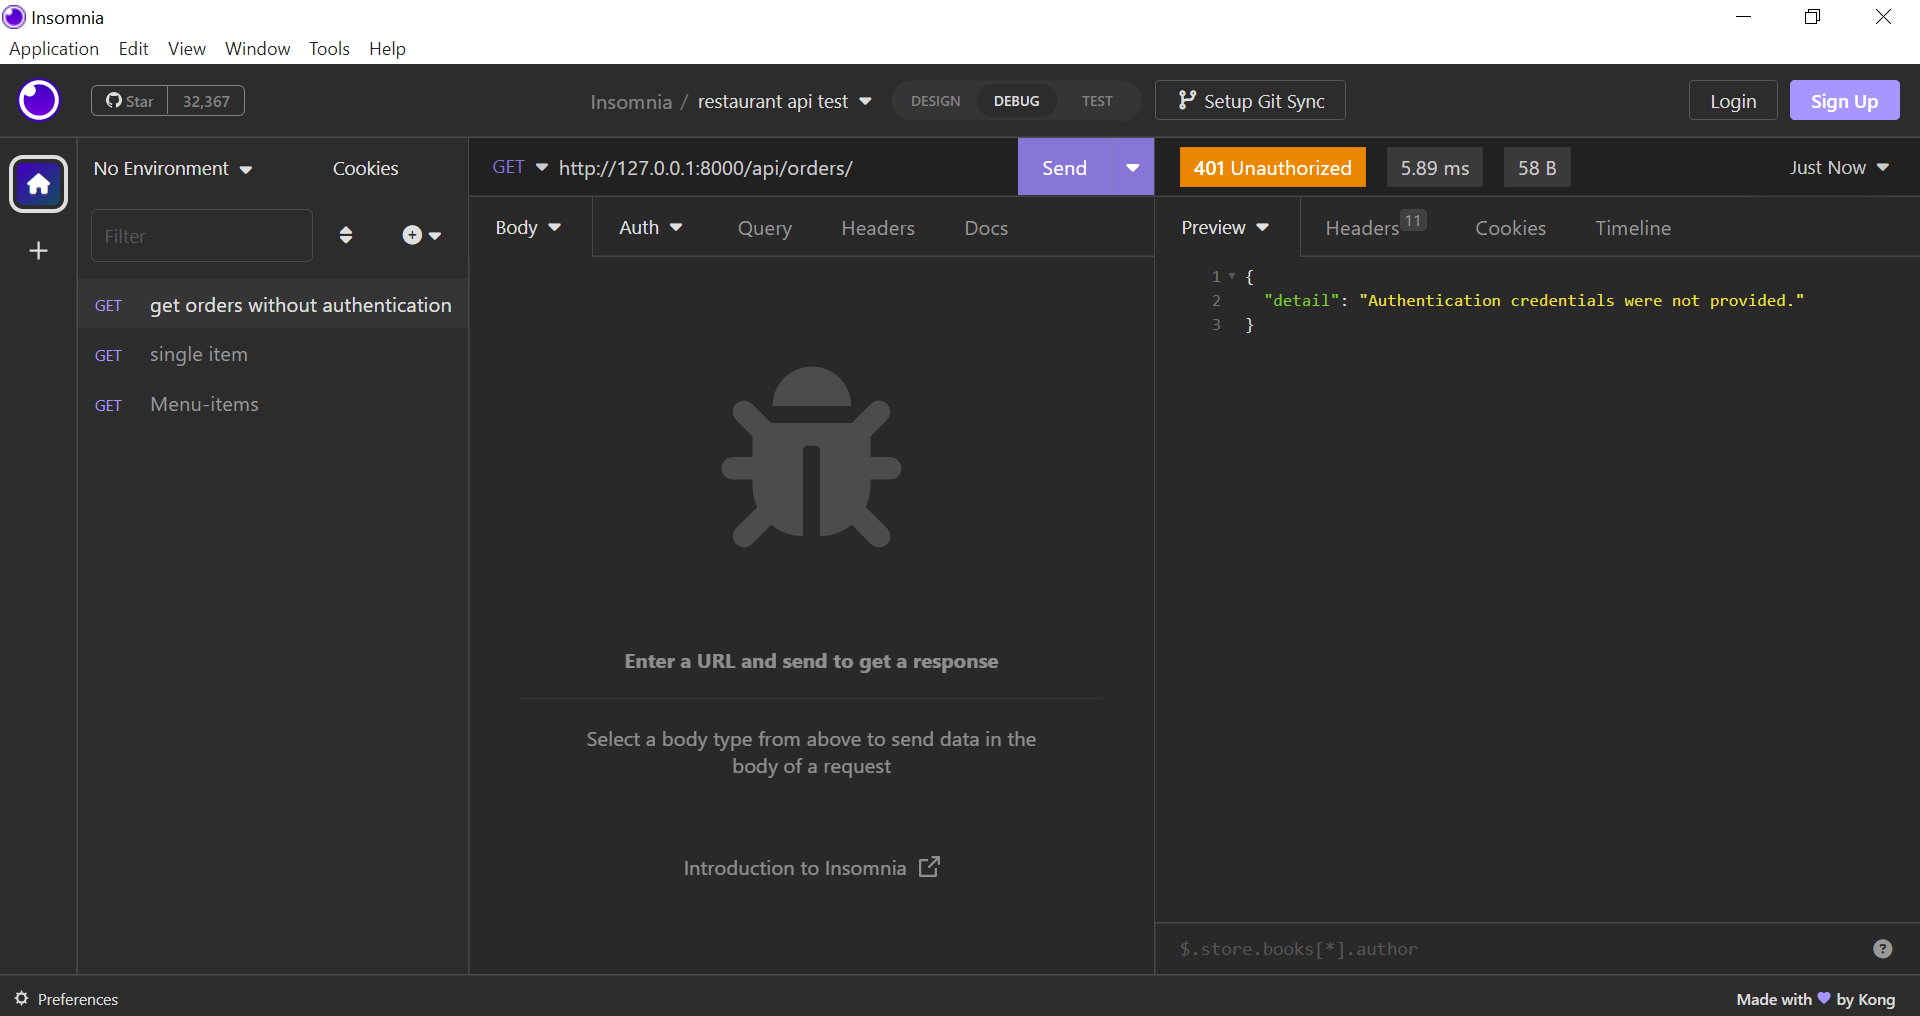 Insomnia
Application Edit View Window Tools Help
Star 32,367
Insomnia / restaurant api test
DESIGN DEBUG TEST
Setup Git Sync
Login
Sign Up
No Environment
Cookies
Filter
GET get orders without authentication
GET single item
GET Menu-items
GET http://127.0.0.1:8000/api/orders/
Send
Body Auth Query Headers Docs
Enter a URL and send to get a response
Select a body type from above to send data in the
body of a request
Introduction to Insomnia
401 Unauthorized 5.89 ms 58 B
Just Now
Preview Headers 11 Cookies Timeline
1 {
2 "detail": "Authentication credentials were not provided."
3 }
$.store.books[*].author
?
Preferences
Made with 💜 by Kong